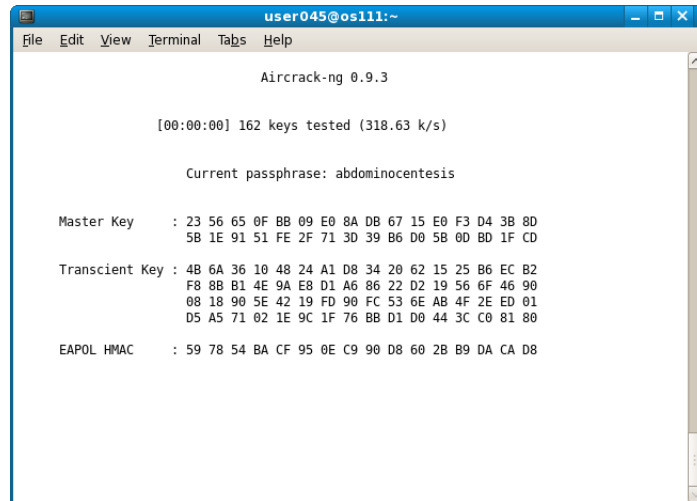 user045@os111:~
File Edit View Terminal Tabs Help
Aircrack-ng 0.9.3
[00:00:00] 162 keys tested (318.63 k/s)
Current passphrase: abdominocentesis
Master Key : 23 56 65 0F BB 09 E0 8A DB 67 15 E0 F3 D4 3B 8D
5B 1E 91 51 FE 2F 71 3D 39 B6 D0 5B 0D BD 1F CD
Transcient Key : 4B 6A 36 10 48 24 A1 D8 34 20 62 15 25 B6 EC B2
F8 8B B1 4E 9A E8 D1 A6 86 22 D2 19 56 6F 46 90
08 18 90 5E 42 19 FD 90 FC 53 6E AB 4F 2E ED 01
D5 A5 71 02 1E 9C 1F 76 BB D1 D0 44 3C C0 81 80
EAPOL HMAC : 59 78 54 BA CF 95 0E C9 90 D8 60 2B B9 DA CA D8